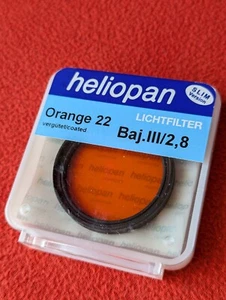 heliopan
SLIM
Version
Orange 22
LICHTFILTER
vergütet/coated
Baj.III/2,8